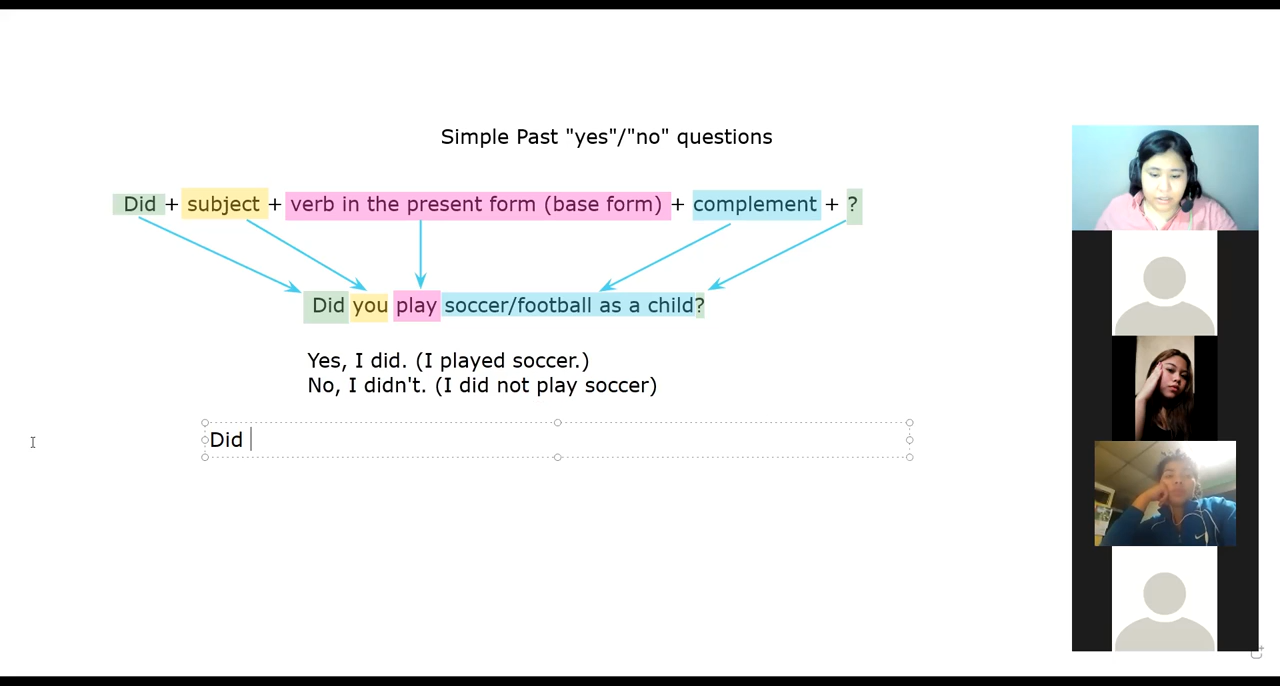 Simple Past "yes"/"no" questions
Did + subject + verb in the present form (base form) + complement + ?
Did you play soccer/football as a child?
Yes, I did. (I played soccer.)
No, I didn't. (I did not play soccer)
Did